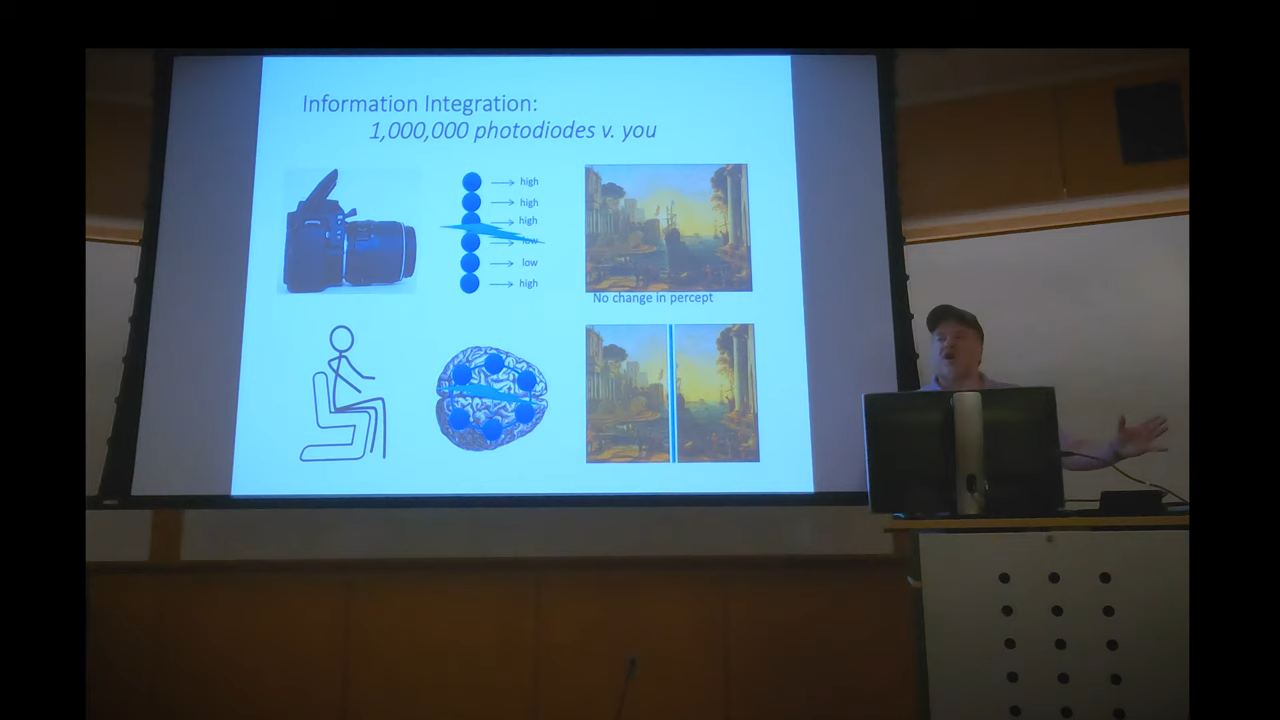 Information Integration:
1,000,000 photodiodes v. you
high
high
high
low
low
high
No change in percept